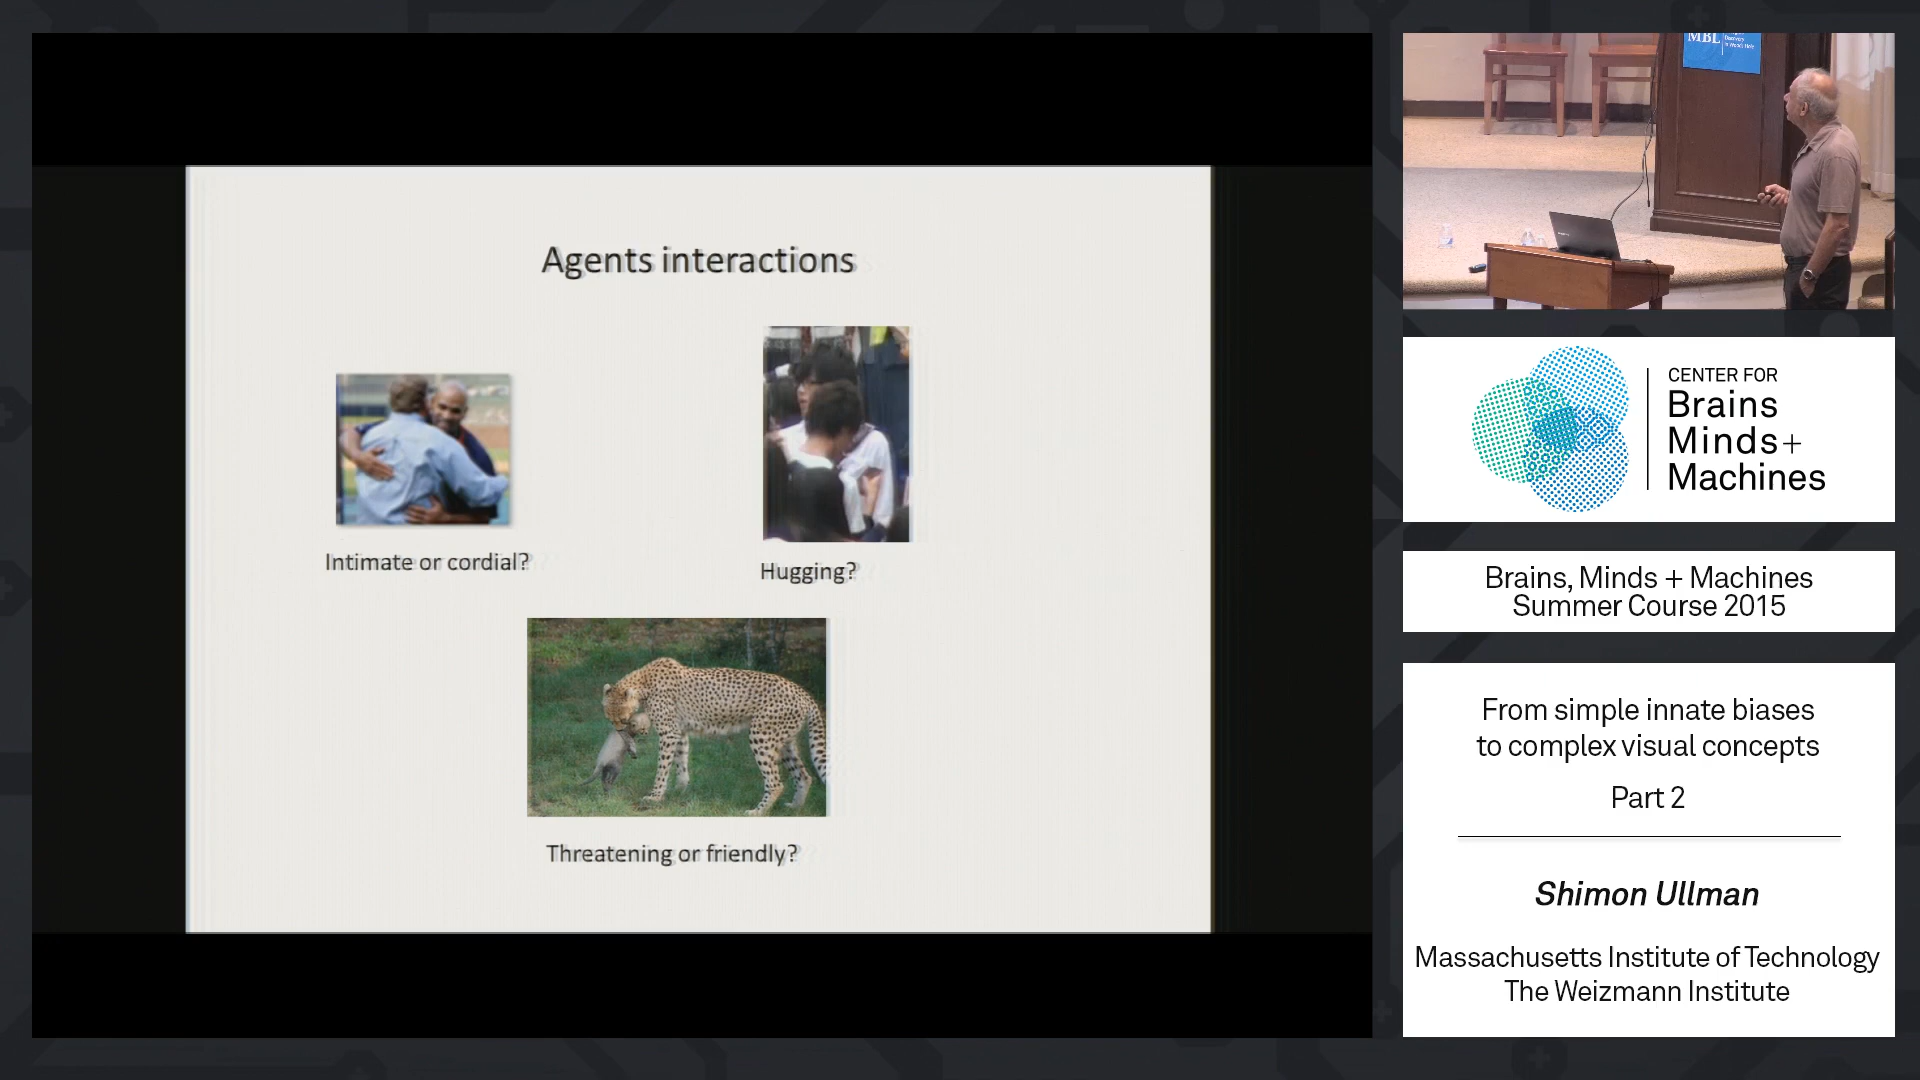 Agents interactions
Intimate or cordial?
Hugging?
Threatening or friendly?
MBL
CENTER FOR
Brains
Minds+
Machines
Brains, Minds + Machines
Summer Course 2015
From simple innate biases
to complex visual concepts
Part 2
Shimon Ullman
Massachusetts Institute of Technology
The Weizmann Institute